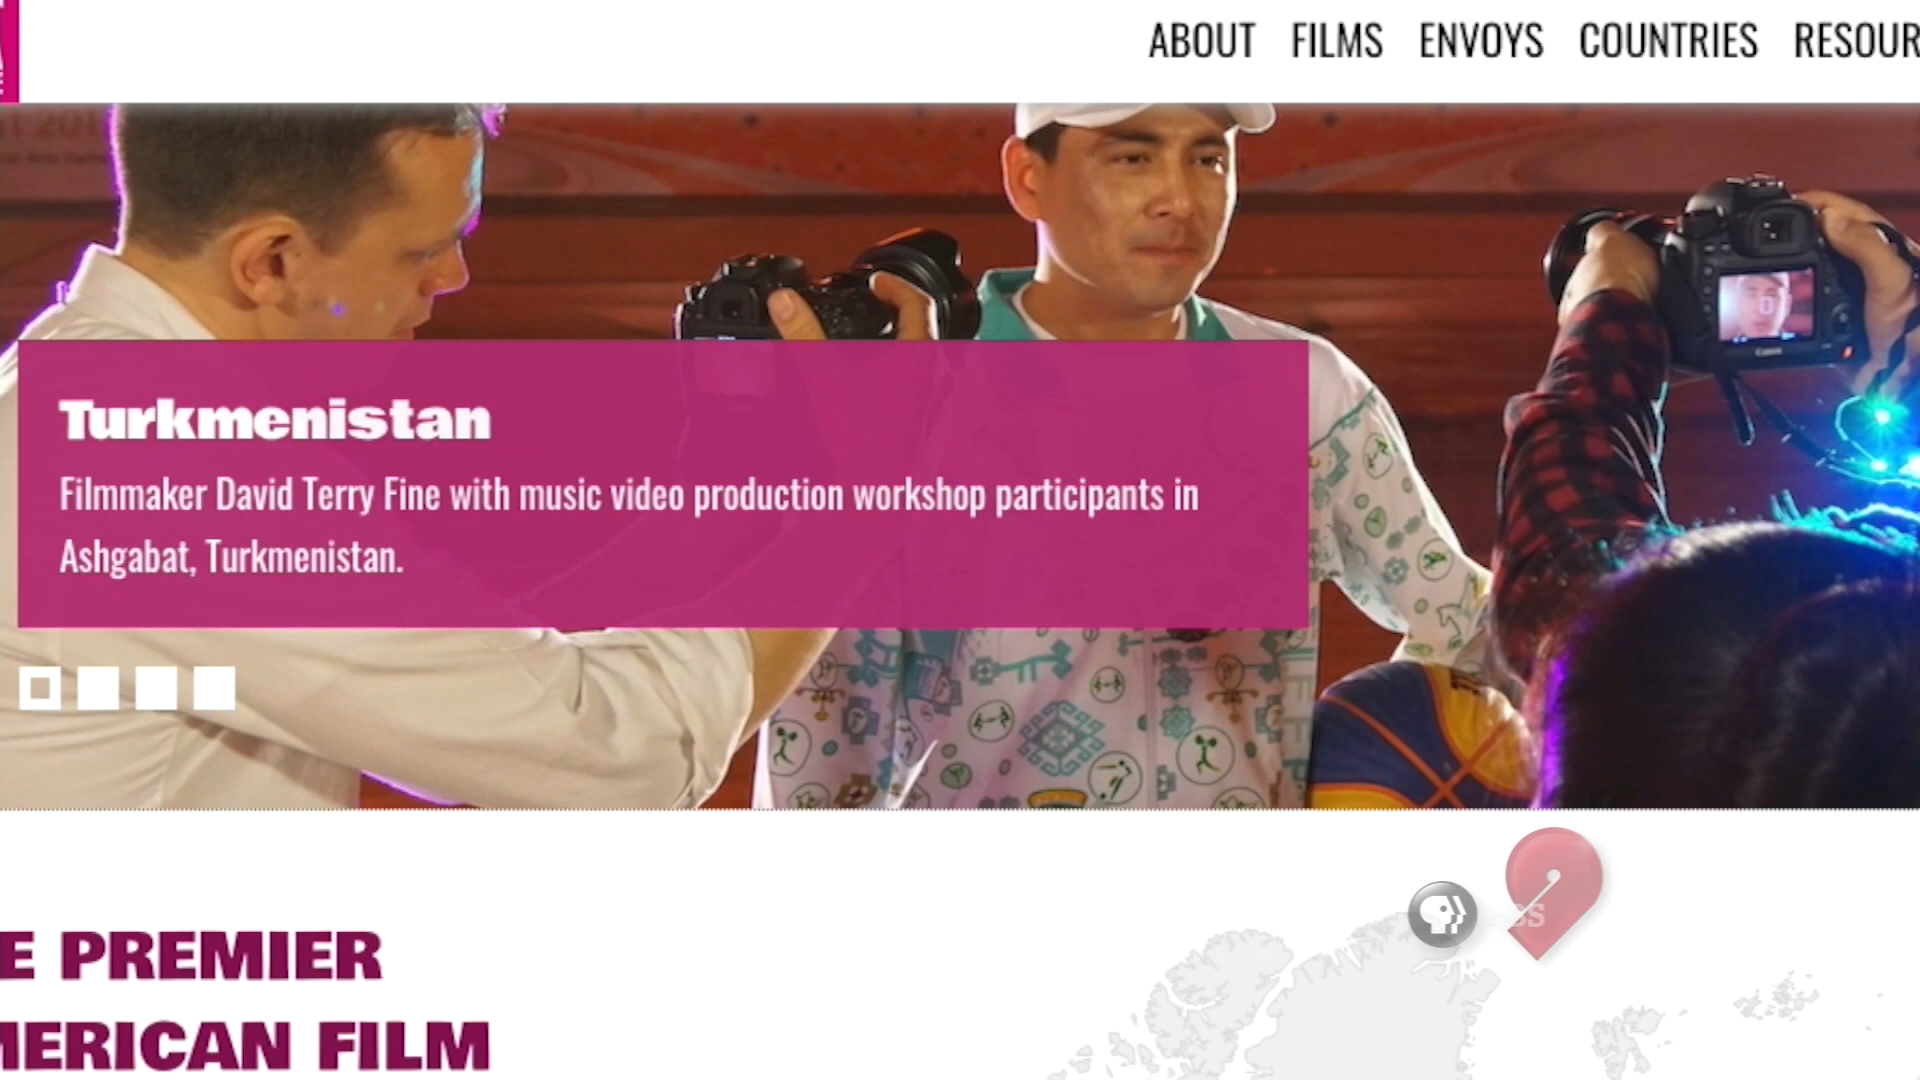 ABOUT FILMS ENVOYS COUNTRIES RESOUR
Turkmenistan
Filmmaker David Terry Fine with music video production workshop participants in
Ashgabat, Turkmenistan.
E PREMIER
MERICAN FILM